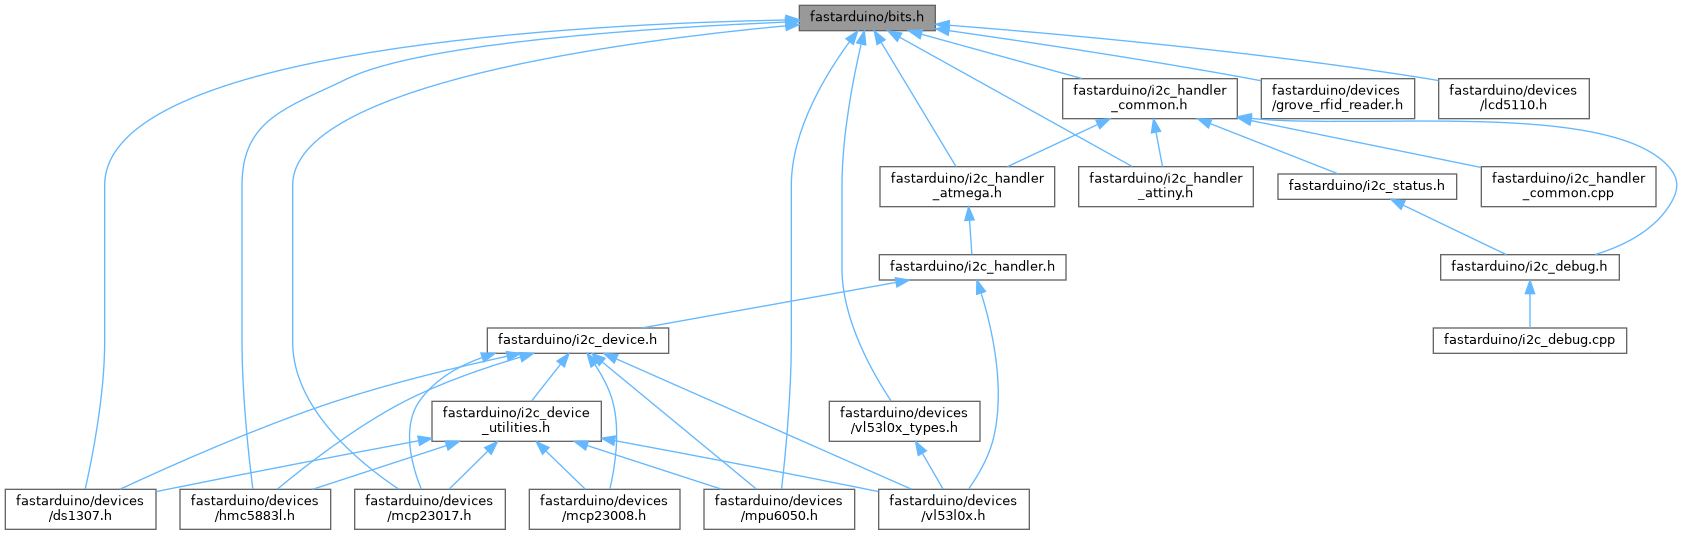 fastarduino/bits.h
fastarduino/i2c_handler
_common.h
fastarduino/devices
/grove_rfid_reader.h
fastarduino/devices
/lcd5110.h
fastarduino/i2c_handler
_atmega.h
fastarduino/i2c_handler
_attiny.h
fastarduino/i2c_status.h
fastarduino/i2c_handler
_common.cpp
fastarduino/i2c_handler.h
fastarduino/i2c_debug.h
fastarduino/i2c_device.h
fastarduino/i2c_debug.cpp
fastarduino/i2c_device
_utilities.h
fastarduino/devices
/vl53l0x_types.h
fastarduino/devices
/ds1307.h
fastarduino/devices
/hmc5883l.h
fastarduino/devices
/mcp23017.h
fastarduino/devices
/mcp23008.h
fastarduino/devices
/mpu6050.h
fastarduino/devices
/vl53l0x.h